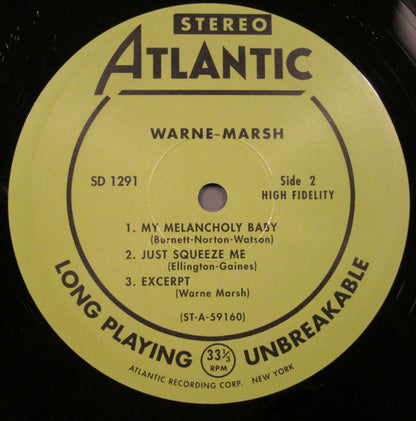 STEREO
ATLANTIC
WARNE-MARSH
SD 1291
Side 2
HIGH FIDELITY
1. MY MELANCHOLY BABY
(Burnett-Norton-Watson)
2. JUST SQUEEZE ME
(Ellington-Gaines)
3. EXCERPT
(Warne Marsh)
(ST-A-59160)
LONG PLAYING 33 1/3 RPM UNBREAKABLE
ATLANTIC RECORDING CORP. NEW YORK